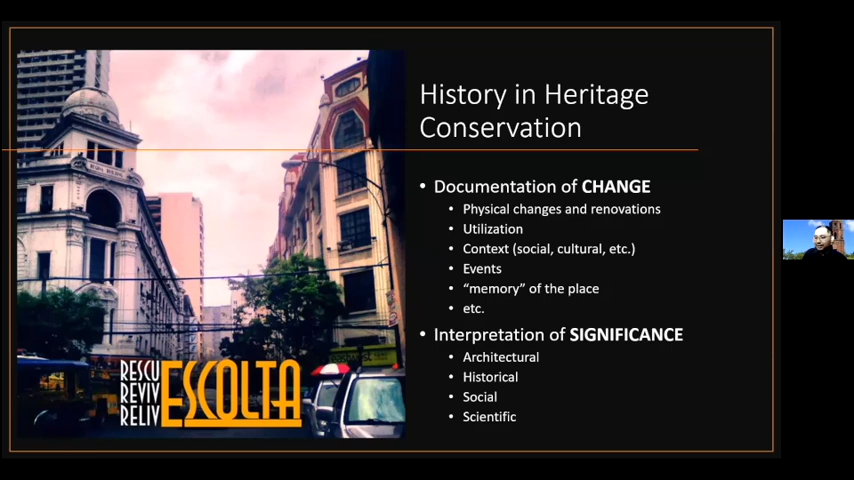 History in Heritage
Conservation
• Documentation of CHANGE
• Physical changes and renovations
• Utilization
• Context (social, cultural, etc.)
• Events
• “memory” of the place
• etc.
• Interpretation of SIGNIFICANCE
• Architectural
• Historical
• Social
• Scientific
RESCU
REVIV
RELIV
ESCOLTA